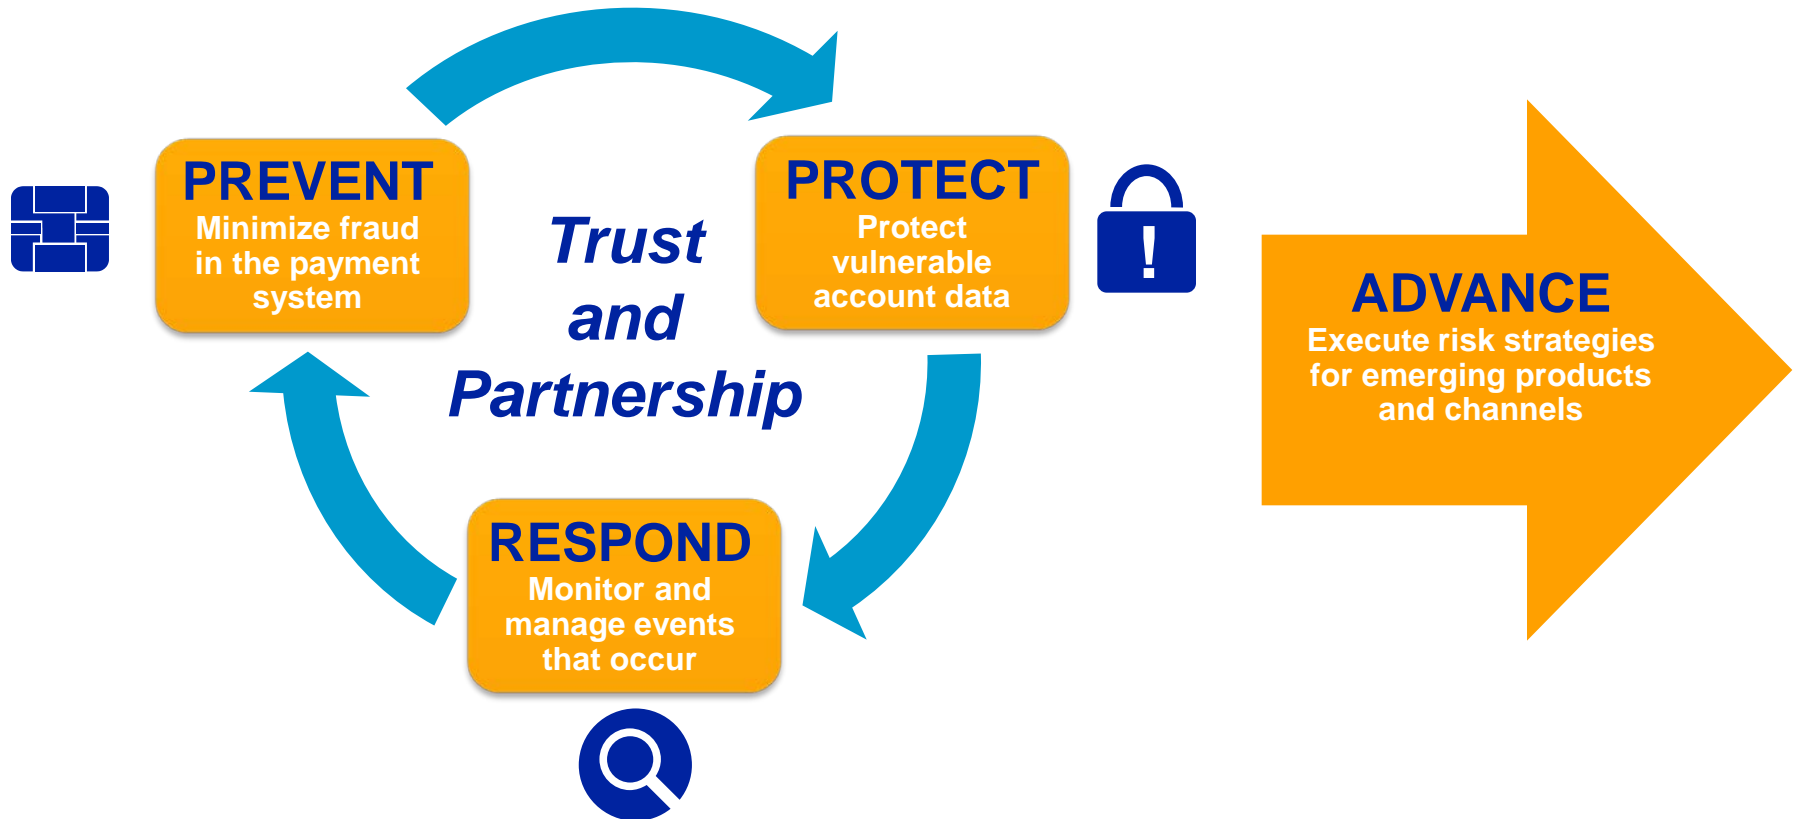 PREVENT
Minimize fraud
in the payment
system
Trust
and
Partnership
PROTECT
Protect
vulnerable
account data
!
RESPOND
Monitor and
manage events
that occur
ADVANCE
Execute risk strategies
for emerging products
and channels